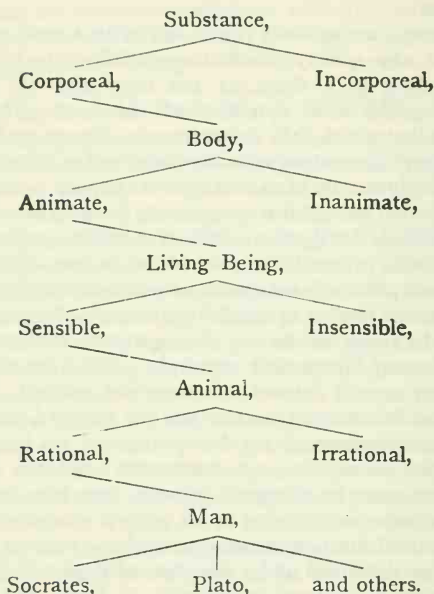 Substance,
Corporeal, Incorporeal,
Body,
Animate, Inanimate,
Living Being,
Sensible, Insensible,
Animal,
Rational, Irrational,
Man,
Socrates, Plato, and others.